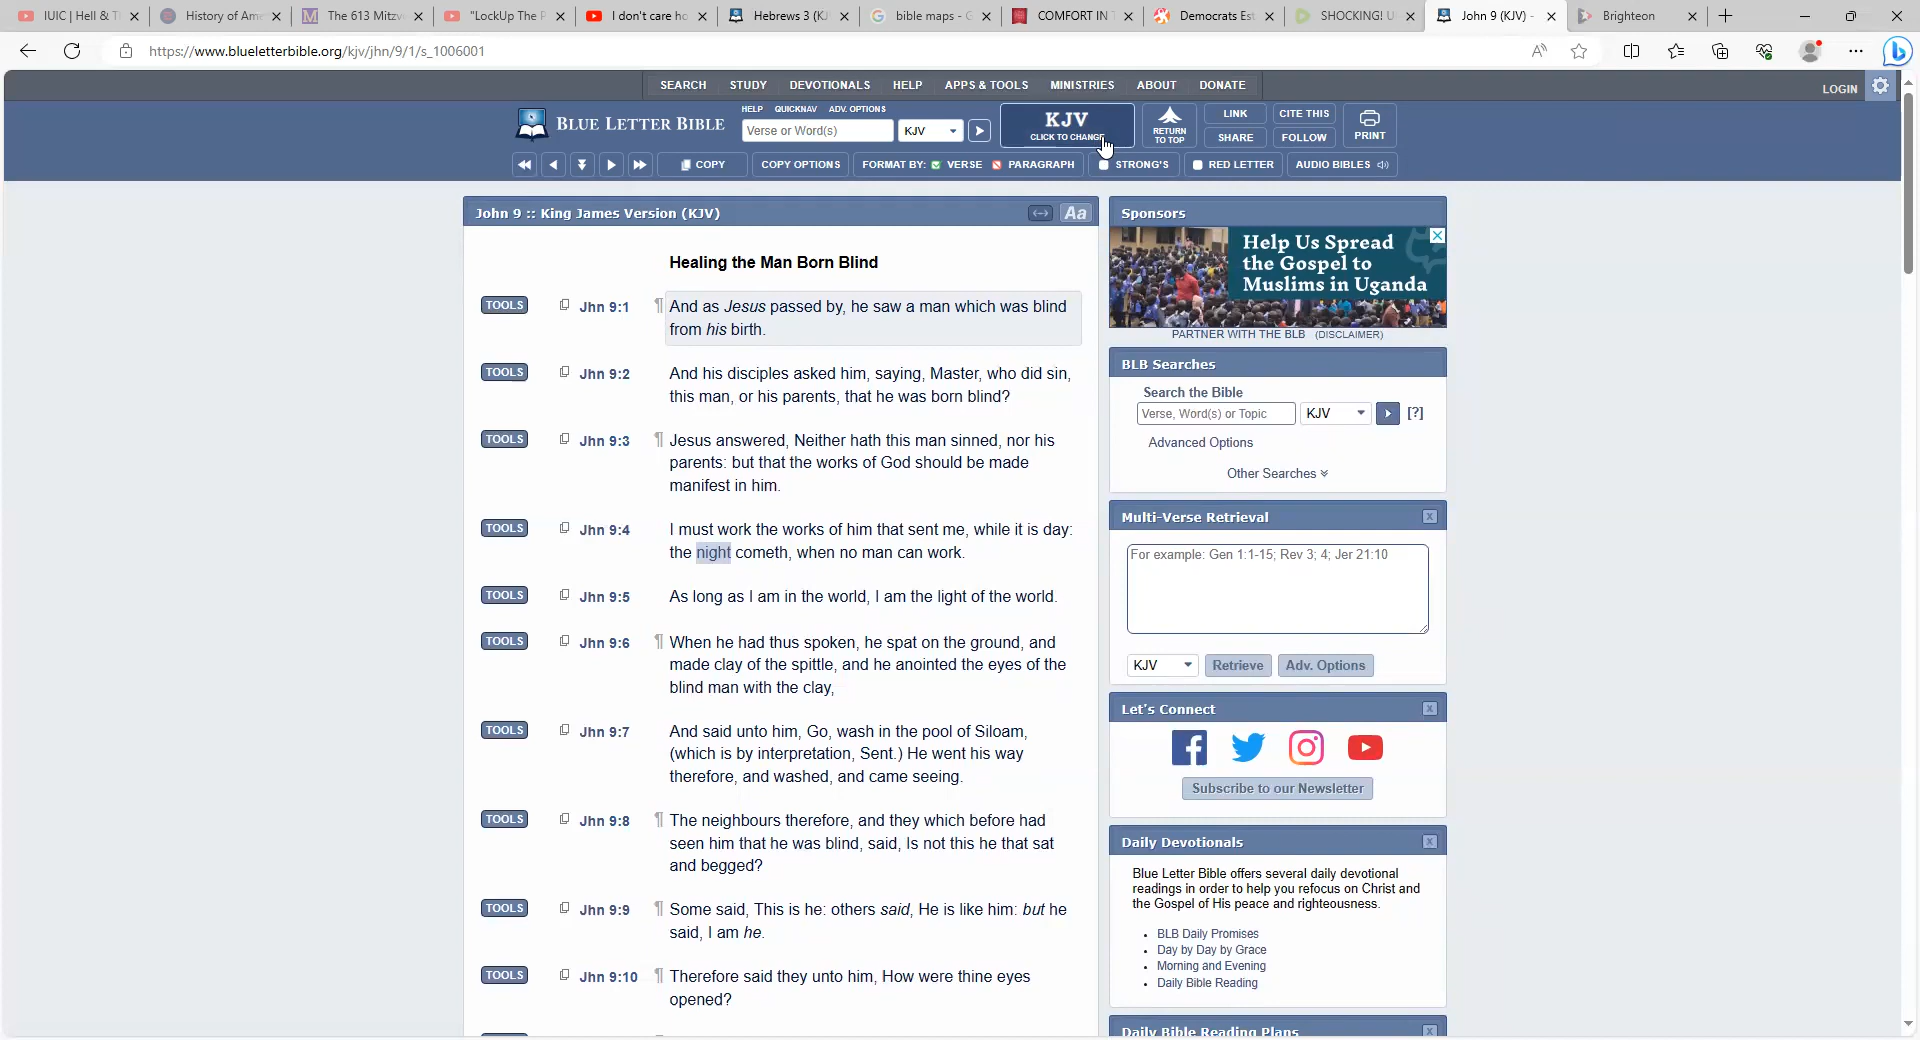 IUIC | Hell & T
History of Ame
The 613 Mitzv
"LockUp The P
I don't care ho
Hebrews 3 (KJ
bible maps - G
COMFORT IN T
Democrats Est
SHOCKING! U
John 9 (KJV) -
Brighteon
https://www.blueletterbible.org/kjv/jhn/9/1/s_1006001
SEARCH STUDY DEVOTIONALS HELP APPS & TOOLS MINISTRIES ABOUT DONATE
LOGIN
BLUE LETTER BIBLE
HELP QUICKNAV ADV. OPTIONS
Verse or Word(s) KJV
KJV
CLICK TO CHANGE
RETURN
TO TOP
LINK CITE THIS
SHARE FOLLOW
PRINT
COPY COPY OPTIONS FORMAT BY: VERSE PARAGRAPH STRONG'S RED LETTER AUDIO BIBLES
John 9 :: King James Version (KJV)
Aa
Healing the Man Born Blind
TOOLS Jhn 9:1 ¶ And as Jesus passed by, he saw a man which was blind
from his birth.
TOOLS Jhn 9:2 And his disciples asked him, saying, Master, who did sin,
this man, or his parents, that he was born blind?
TOOLS Jhn 9:3 ¶ Jesus answered, Neither hath this man sinned, nor his
parents: but that the works of God should be made
manifest in him.
TOOLS Jhn 9:4 I must work the works of him that sent me, while it is day:
the night cometh, when no man can work.
TOOLS Jhn 9:5 As long as I am in the world, I am the light of the world.
TOOLS Jhn 9:6 ¶ When he had thus spoken, he spat on the ground, and
made clay of the spittle, and he anointed the eyes of the
blind man with the clay,
TOOLS Jhn 9:7 And said unto him, Go, wash in the pool of Siloam,
(which is by interpretation, Sent.) He went his way
therefore, and washed, and came seeing.
TOOLS Jhn 9:8 ¶ The neighbours therefore, and they which before had
seen him that he was blind, said, Is not this he that sat
and begged?
TOOLS Jhn 9:9 ¶ Some said, This is he: others said, He is like him: but he
said, I am he.
TOOLS Jhn 9:10 ¶ Therefore said they unto him, How were thine eyes
opened?
Sponsors
Help Us Spread
the Gospel to
Muslims in Uganda
PARTNER WITH THE BLB (DISCLAIMER)
BLB Searches
Search the Bible
Verse, Word(s) or Topic KJV [?]
Advanced Options
Other Searches
Multi-Verse Retrieval
For example: Gen 1:1-15; Rev 3; 4; Jer 21:10
KJV Retrieve Adv. Options
Let's Connect
Subscribe to our Newsletter
Daily Devotionals
Blue Letter Bible offers several daily devotional
readings in order to help you refocus on Christ and
the Gospel of His peace and righteousness.
BLB Daily Promises
Day by Day by Grace
Morning and Evening
Daily Bible Reading
Daily Bible Reading Plans